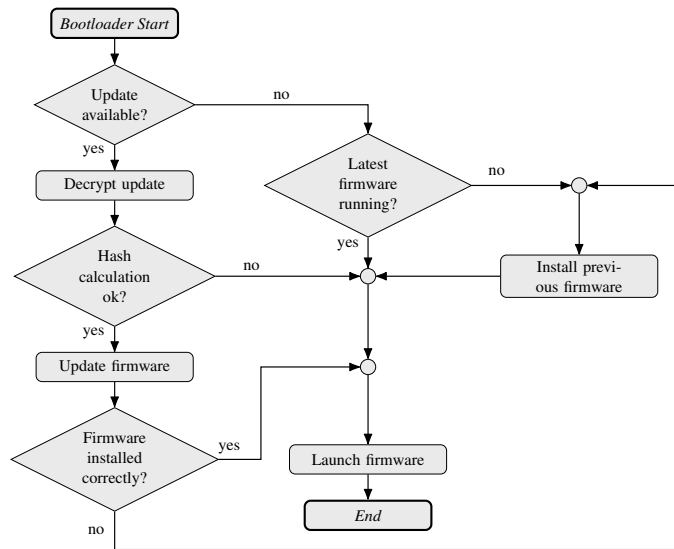 Bootloader Start
Update
available?
no
yes
Decrypt update
Latest
firmware
running?
no
yes
Hash
calculation
ok?
no
yes
Install previ-
ous firmware
Update firmware
Firmware
installed
correctly?
yes
no
Launch firmware
End